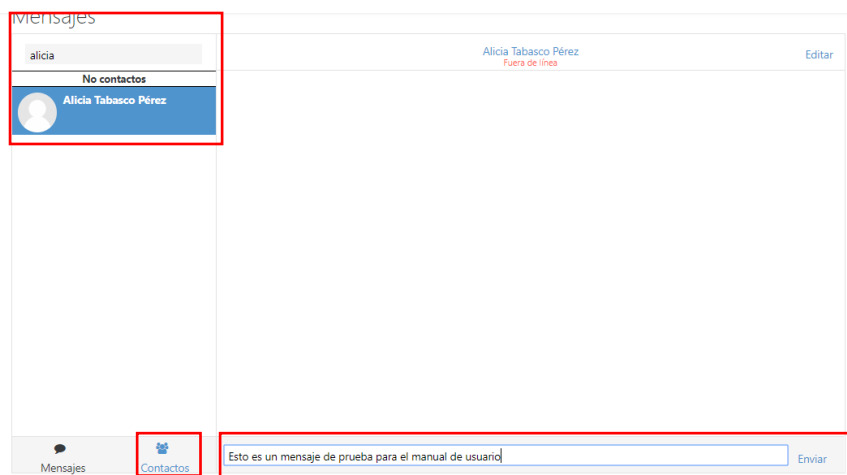 Mensajes
alicia
No contactos
Alicia Tabasco Pérez
Alicia Tabasco Pérez
Fuera de línea
Editar
Mensajes
Contactos
Esto es un mensaje de prueba para el manual de usuario
Enviar